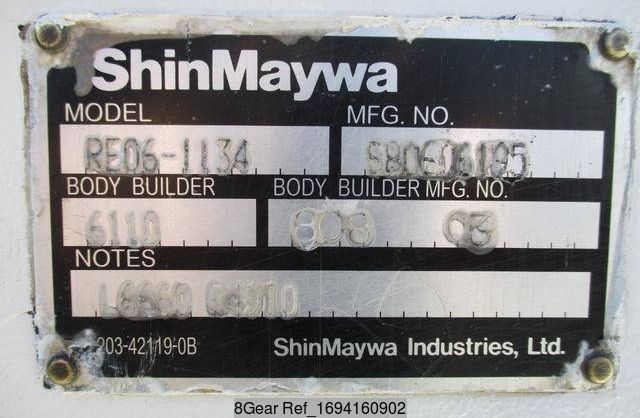 ShinMaywa
MODEL MFG. NO.
RE06-1134
BODY BUILDER BODY BUILDER MFG. NO.
6110 808 03
NOTES
203-42119-0B ShinMaywa Industries, Ltd.
8Gear Ref_1694160902